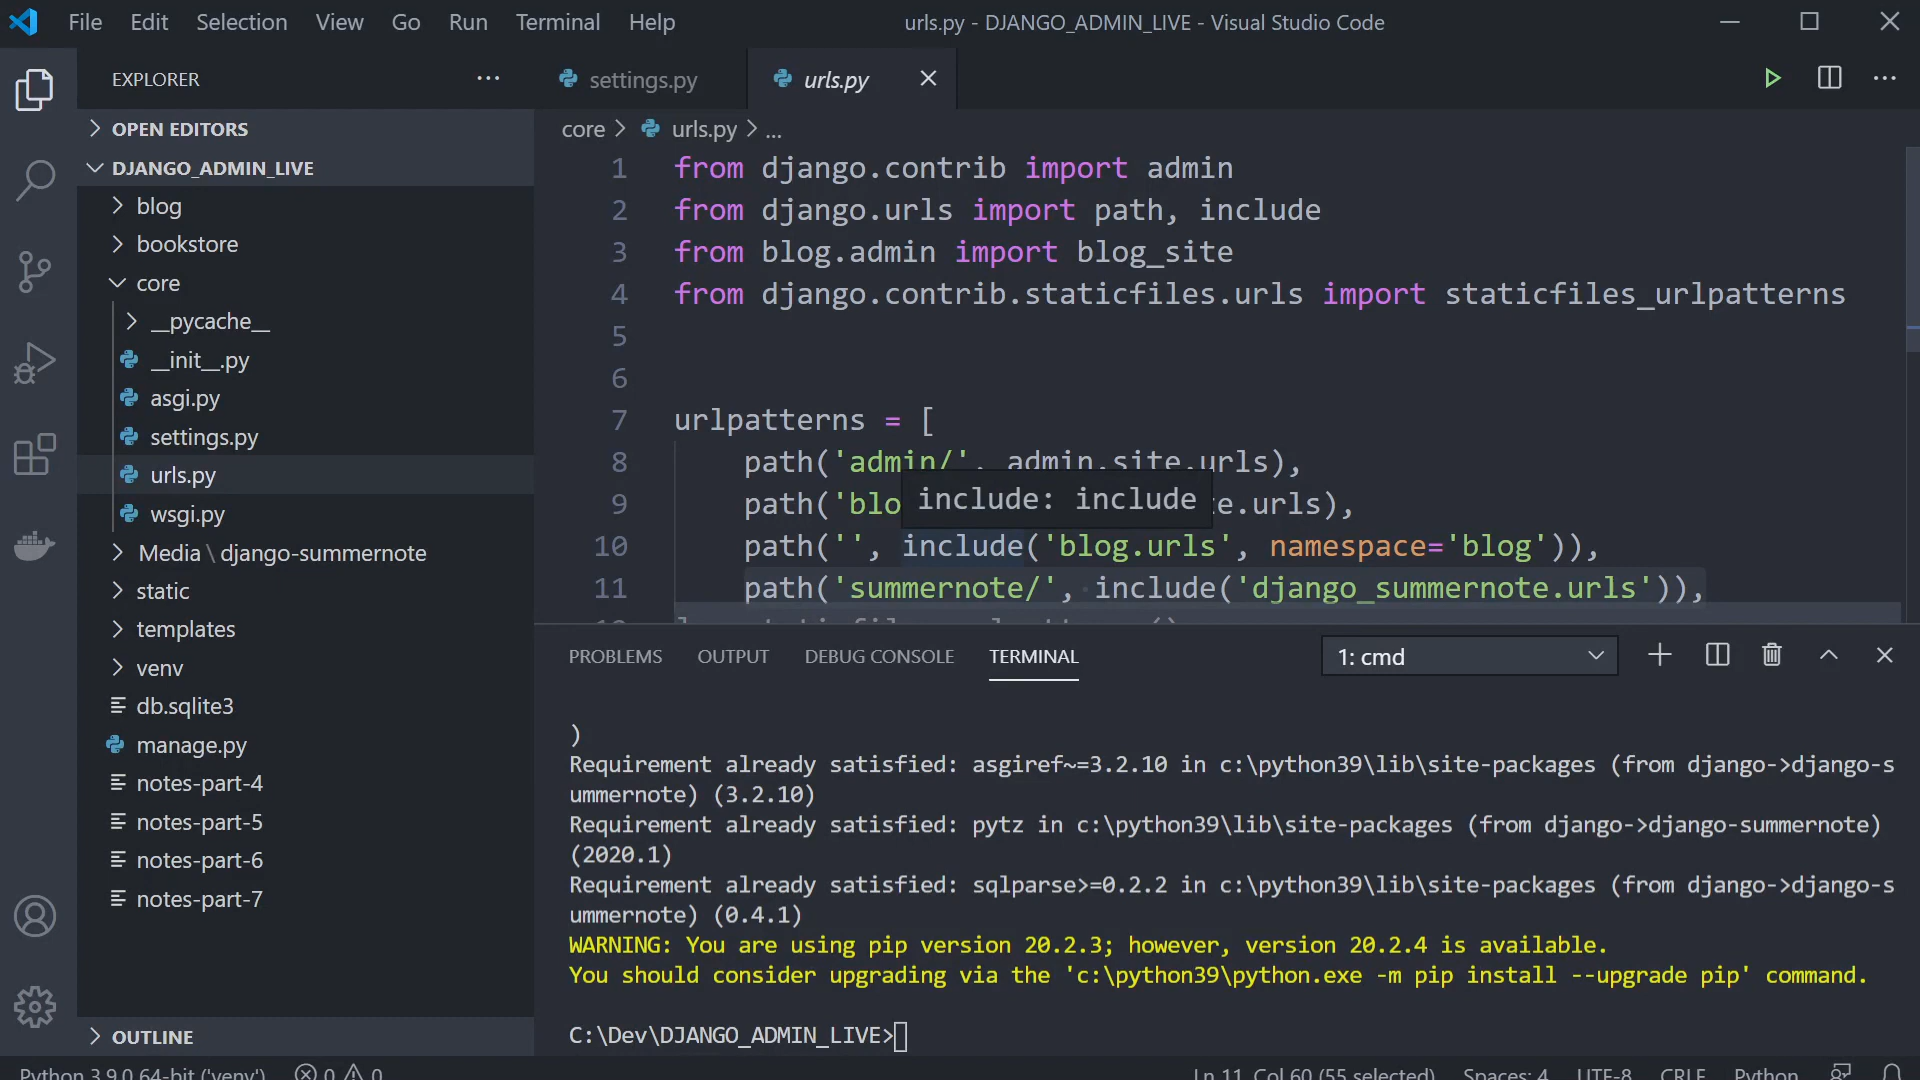 File Edit Selection View Go Run Terminal Help
urls.py - DJANGO_ADMIN_LIVE - Visual Studio Code
EXPLORER
OPEN EDITORS
DJANGO_ADMIN_LIVE
blog
bookstore
core
__pycache__
__init__.py
asgi.py
settings.py
urls.py
wsgi.py
Media \ django-summernote
static
templates
venv
db.sqlite3
manage.py
notes-part-4
notes-part-5
notes-part-6
notes-part-7
OUTLINE
settings.py urls.py
core > urls.py > ...
1 from django.contrib import admin
2 from django.urls import path, include
3 from blog.admin import blog_site
4 from django.contrib.staticfiles.urls import staticfiles_urlpatterns
5
6
7 urlpatterns = [
8 path('admin/', admin.site.urls),
include: include
9 path('blo e.urls),
10 path('', include('blog.urls', namespace='blog')),
11 path('summernote/', include('django_summernote.urls')),
PROBLEMS OUTPUT DEBUG CONSOLE TERMINAL 1: cmd
)
Requirement already satisfied: asgiref~=3.2.10 in c:\python39\lib\site-packages (from django->django-s
ummernote) (3.2.10)
Requirement already satisfied: pytz in c:\python39\lib\site-packages (from django->django-summernote)
(2020.1)
Requirement already satisfied: sqlparse>=0.2.2 in c:\python39\lib\site-packages (from django->django-s
ummernote) (0.4.1)
WARNING: You are using pip version 20.2.3; however, version 20.2.4 is available.
You should consider upgrading via the 'c:\python39\python.exe -m pip install --upgrade pip' command.
C:\Dev\DJANGO_ADMIN_LIVE>
Python 3.9.0 64-bit ('venv') 0 0 Ln 11, Col 60 (55 selected) Spaces: 4 UTF-8 CRLF Python